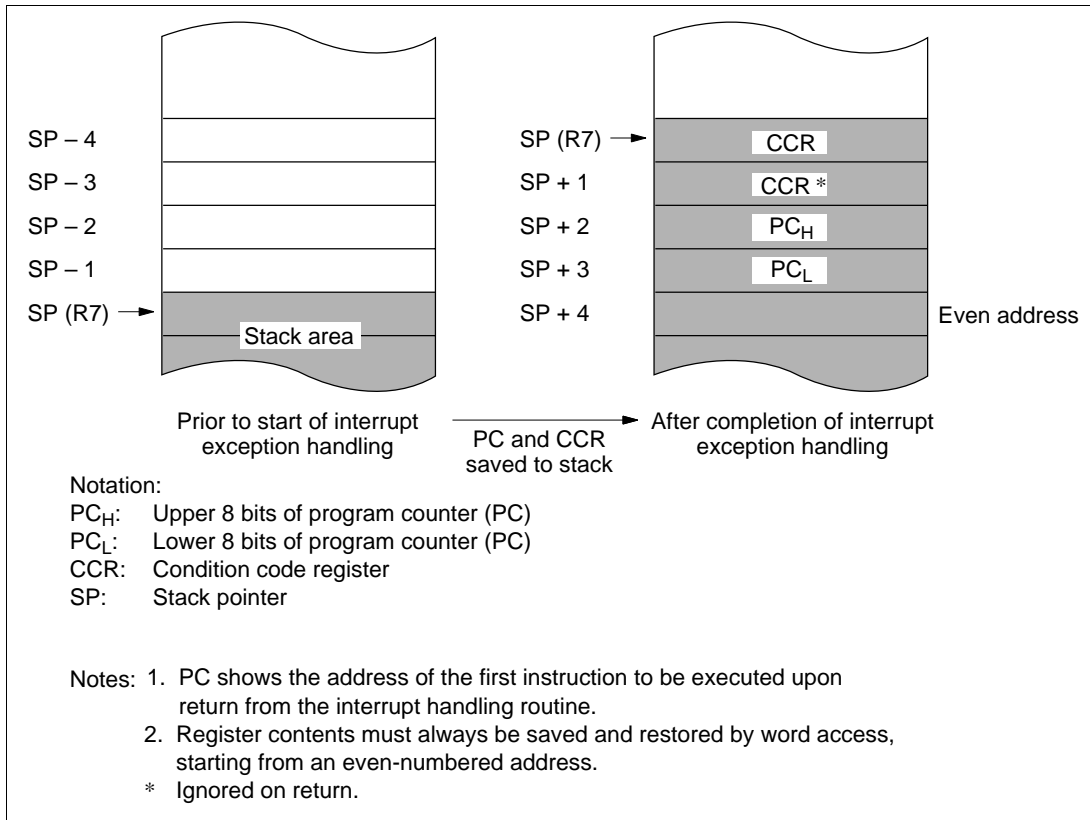 SP – 4
SP – 3
SP – 2
SP – 1
SP (R7)
Stack area
SP (R7)
SP + 1
SP + 2
SP + 3
SP + 4
CCR
CCR *
PCH
PCL
Even address
Prior to start of interrupt
exception handling
PC and CCR
saved to stack
After completion of interrupt
exception handling
Notation:
PCH: Upper 8 bits of program counter (PC)
PCL: Lower 8 bits of program counter (PC)
CCR: Condition code register
SP: Stack pointer
Notes: 1. PC shows the address of the first instruction to be executed upon
return from the interrupt handling routine.
2. Register contents must always be saved and restored by word access,
starting from an even-numbered address.
* Ignored on return.